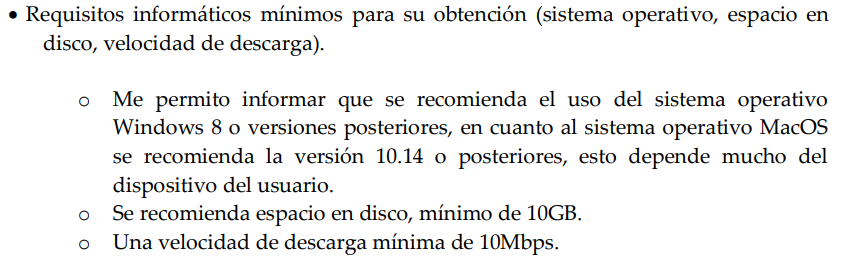 • Requisitos informáticos mínimos para su obtención (sistema operativo, espacio en
disco, velocidad de descarga).
o Me permito informar que se recomienda el uso del sistema operativo
Windows 8 o versiones posteriores, en cuanto al sistema operativo MacOS
se recomienda la versión 10.14 o posteriores, esto depende mucho del
dispositivo del usuario.
o Se recomienda espacio en disco, mínimo de 10GB.
o Una velocidad de descarga mínima de 10Mbps.